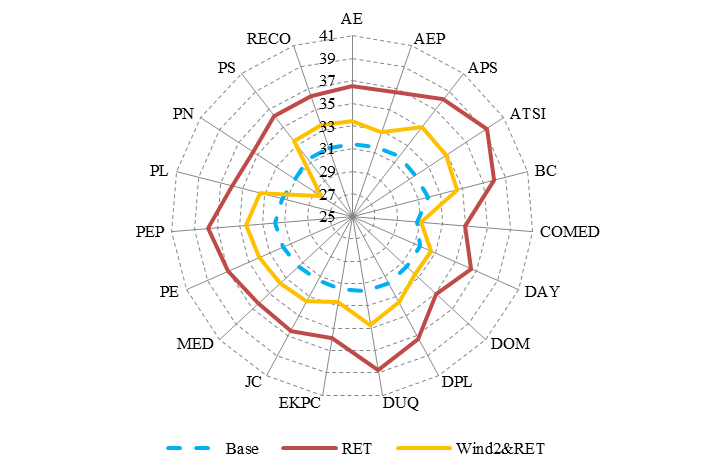 AE
RECO
AEP
41
39
PS
APS
37
35
PN
ATSI
33
31
PL
BC
29
27
25
PEP
COMED
PE
DAY
MED
DOM
JC
DPL
EKPC
DUQ
Base
RET
Wind2&RET